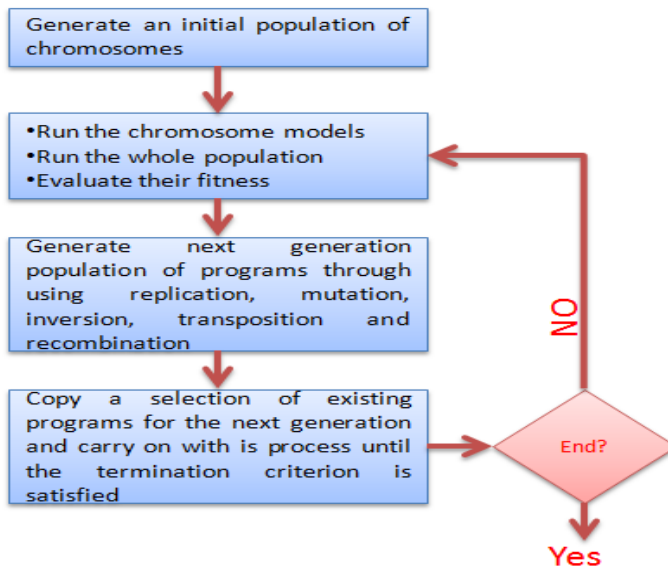 Generate an initial population of
chromosomes
•Run the chromosome models
•Run the whole population
•Evaluate their fitness
Generate next generation
population of programs through
using replication, mutation,
inversion, transposition and
recombination
Copy a selection of existing
programs for the next generation
and carry on with is process until
the termination criterion is
satisfied
NO
End?
Yes